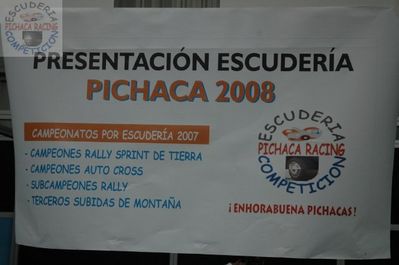 ESCUDERIA
PICHACA RACING
COMPETICION
PRESENTACIÓN ESCUDERÍA
PICHACA 2008
CAMPEONATOS POR ESCUDERÍA 2007
- CAMPEONES RALLY SPRINT DE TIERRA
- CAMPEONES AUTO CROSS
- SUBCAMPEONES RALLY
- TERCEROS SUBIDAS DE MONTAÑA
ESCUDERIA
PICHACA RACING
COMPETICION
¡ENHORABUENA PICHACAS!